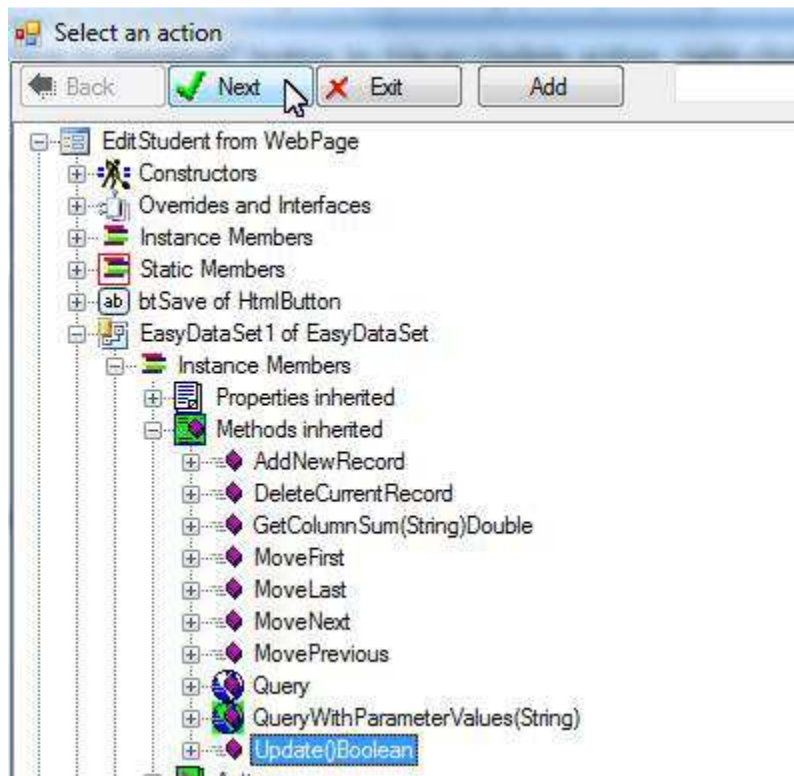 Select an action
Back Next Exit Add
EditStudent from WebPage
Constructors
Overrides and Interfaces
Instance Members
Static Members
ab btSave of HtmlButton
EasyDataSet1 of EasyDataSet
Instance Members
Properties inherited
Methods inherited
AddNewRecord
DeleteCurrentRecord
GetColumnSum(String)Double
MoveFirst
MoveLast
MoveNext
MovePrevious
Query
QueryWithParameterValues(String)
Update()Boolean